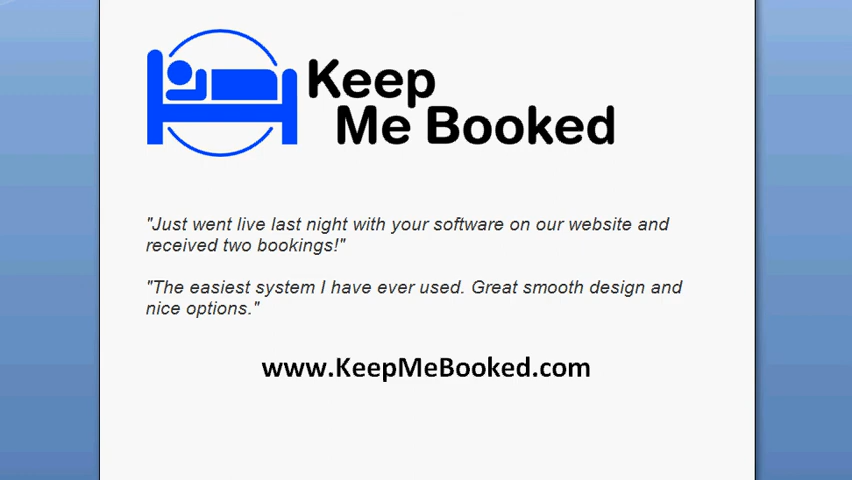 Keep
Me Booked
"Just went live last night with your software on our website and
received two bookings!"
"The easiest system I have ever used. Great smooth design and
nice options."
www.KeepMeBooked.com